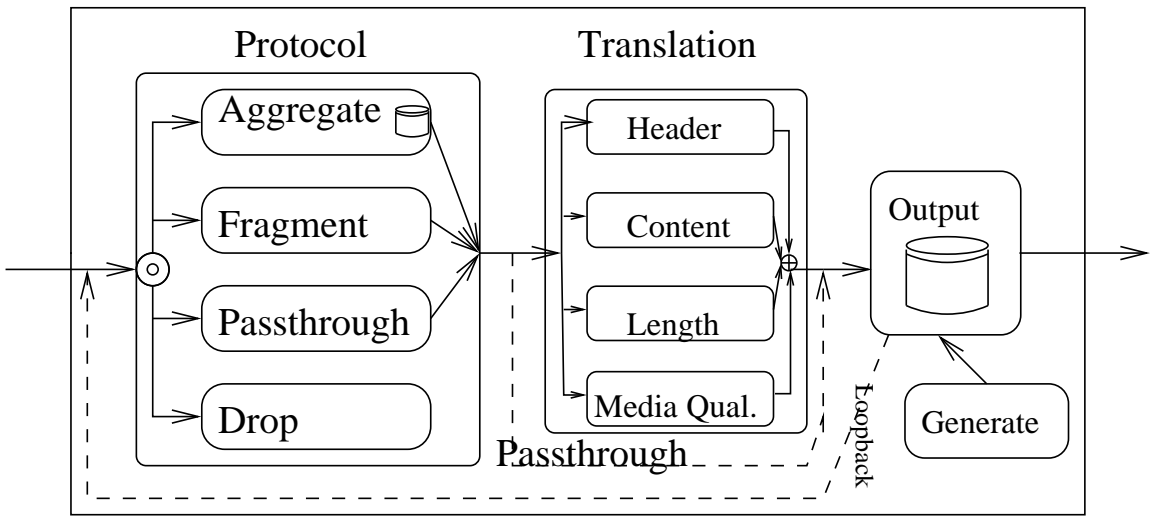 Protocol
Translation
Aggregate
Fragment
Passthrough
Drop
Header
Content
Length
Media Qual.
Passthrough
Output
Loopback
Generate